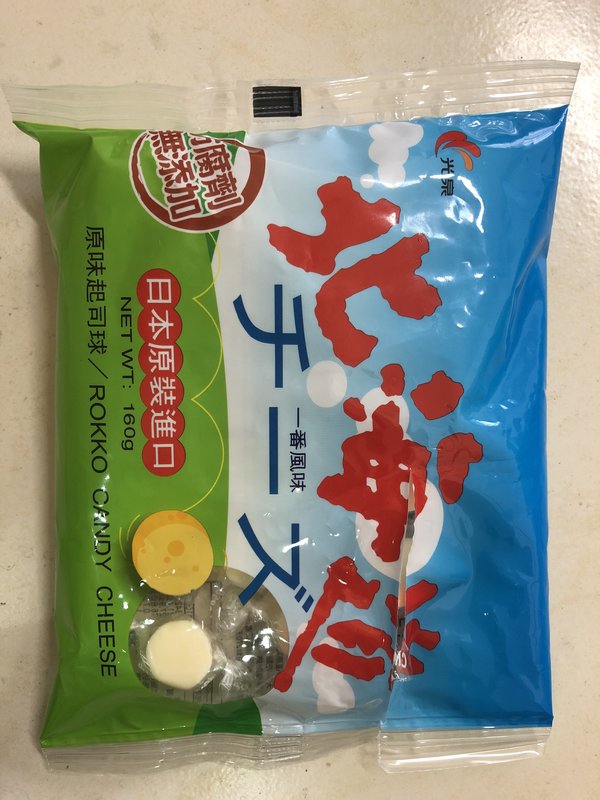 光泉
北海道
一番風味
チーズ
腐劑
無添加
日本原裝進口
NET WT: 160g
原味起司球／ROKKO CANDY CHEESE